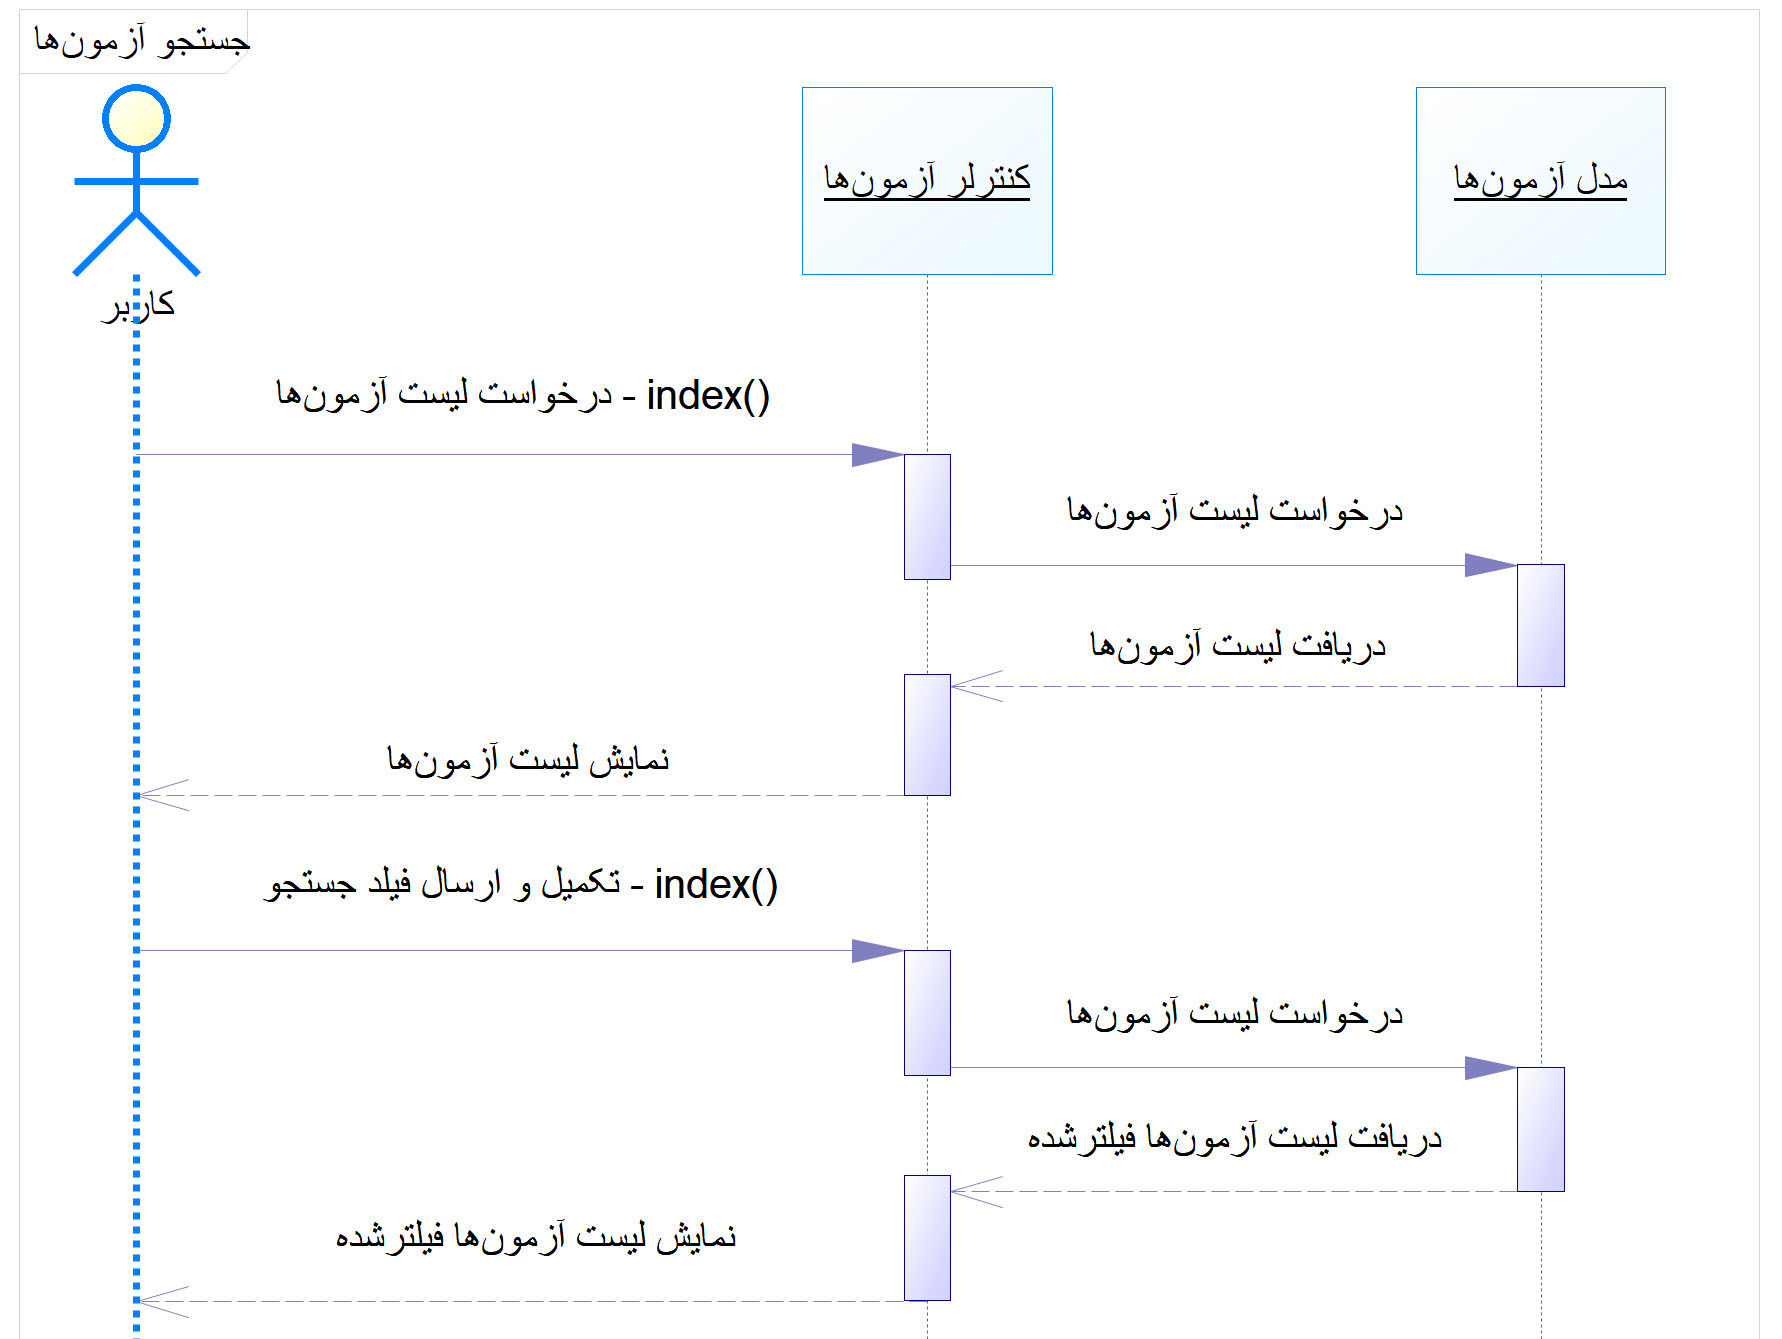 جستجو آزمون‌ها
کنترلر آزمون‌ها
مدل آزمون‌ها
کاربر
درخواست لیست آزمون‌ها - index()
درخواست لیست آزمون‌ها
دریافت لیست آزمون‌ها
نمایش لیست آزمون‌ها
تکمیل و ارسال فیلد جستجو - index()
درخواست لیست آزمون‌ها
دریافت لیست آزمون‌ها فیلترشده
نمایش لیست آزمون‌ها فیلترشده